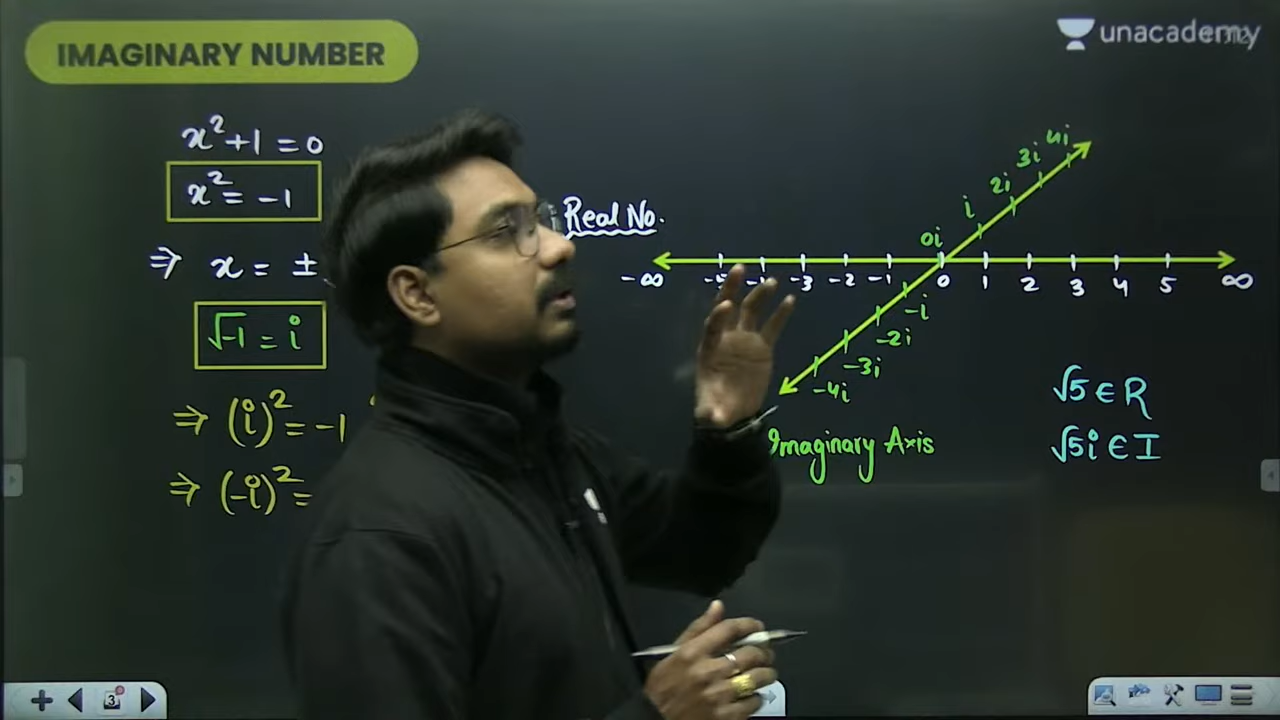 IMAGINARY NUMBER
unacademy
x² + 1 = 0
x² = -1
⇒ x = ±
√-1 = i
⇒ (i)² = -1
⇒ (-i)² =
Real No.
-∞ -3 -2 -1 0 1 2 3 4 5 ∞
4i
3i
2i
i
0i
-i
-2i
-3i
-4i
Imaginary Axis
√5 ∈ R
√5i ∈ I
3